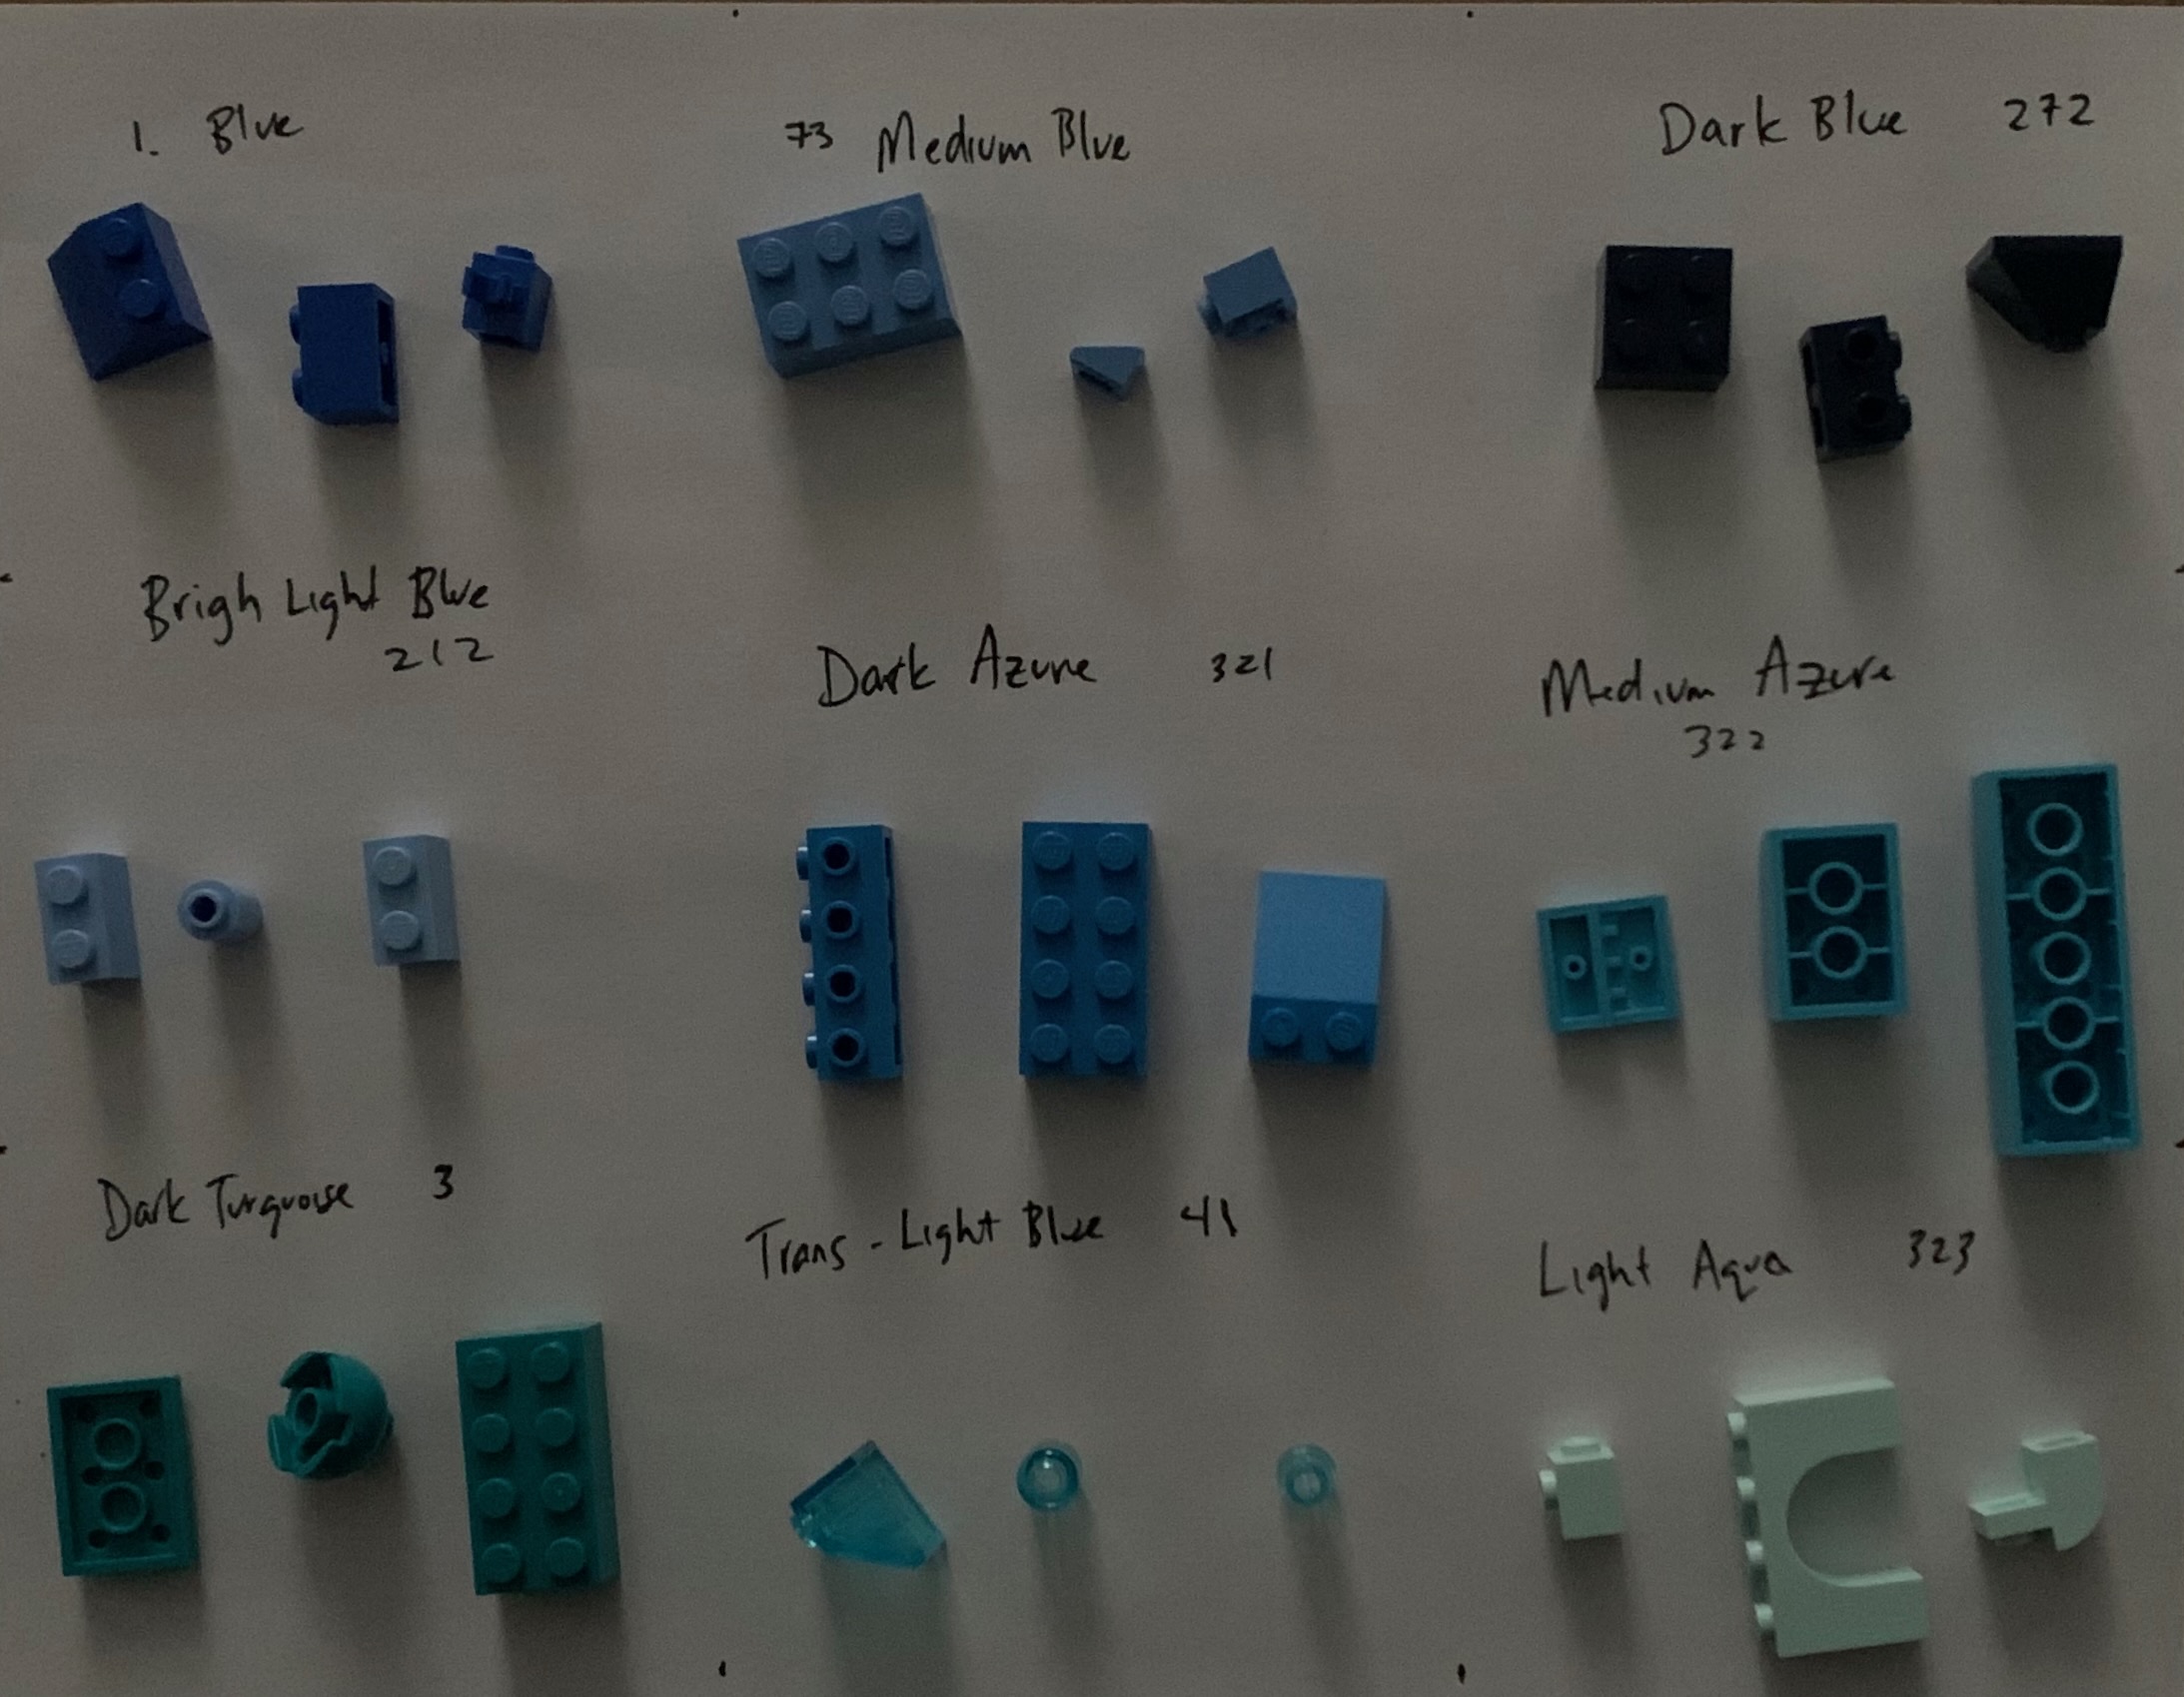 1. Blue
73 Medium Blue
Dark Blue 272
Brigh Light Blue
212
Dark Azure 321
Medium Azure
322
Dark Turquoise 3
Trans - Light Blue 41
Light Aqua 323